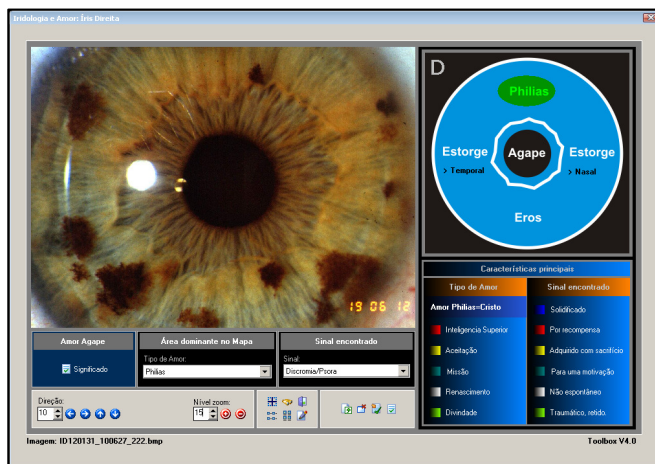 Iridologia e Amor: Íris Direita
D
Philias
Estorge
Agape
Estorge
> Temporal
> Nasal
Eros
19 06 12
Características principais
Tipo de Amor
Sinal encontrado
Amor Philias=Cristo
Solidificado
Inteligencia Superior
Por recompensa
Aceitação
Adquirido com sacrifício
Missão
Para uma motivação
Renascimento
Não espontâneo
Divindade
Traumático, retido.
Amor Agape
Área dominante no Mapa
Sinal encontrado
Significado
Tipo de Amor:
Philias
Sinal:
Discromia/Psora
Direção:
10
Nível zoom:
15
Imagem: ID120131_100627_222.bmp
Toolbox V4.0